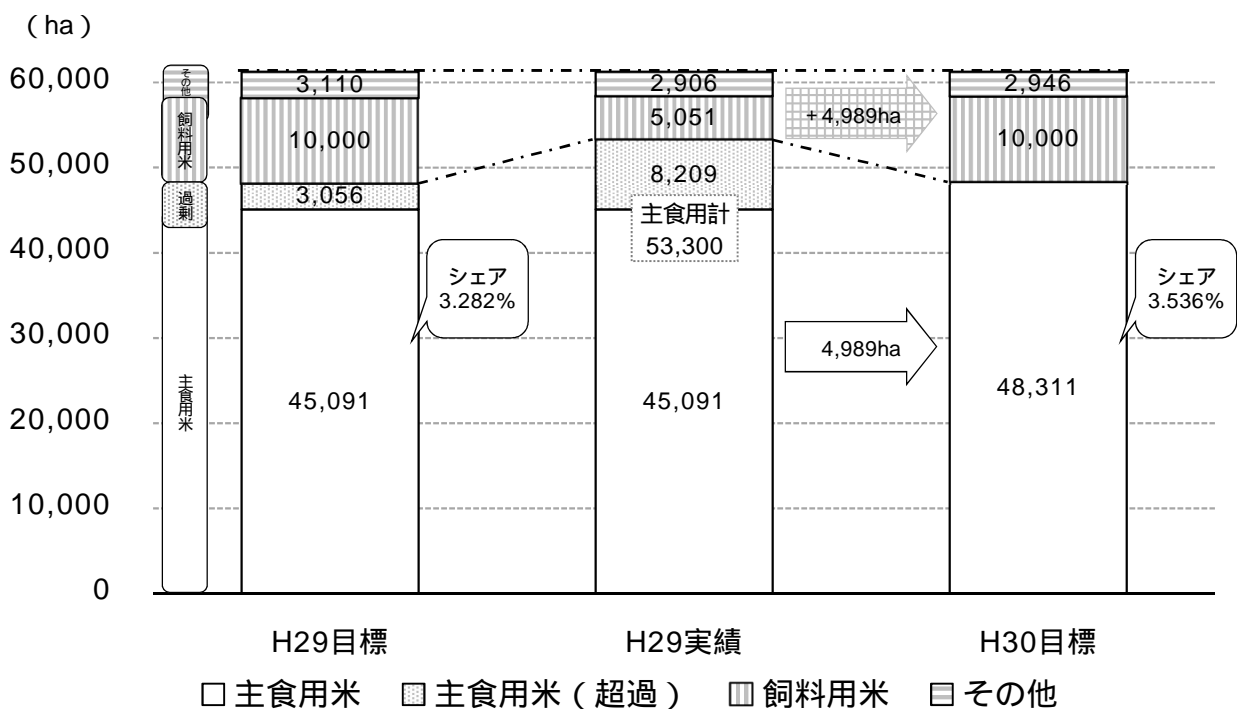 （ha）
60,000
50,000
40,000
30,000
20,000
10,000
0
その他
飼料用米
過剰
主食用米
3,110
10,000
3,056
45,091
シェア
3.282%
2,906
5,051
8,209
主食用計
53,300
45,091
+4,989ha
4,989ha
2,946
10,000
48,311
シェア
3.536%
H29目標
H29実績
H30目標
主食用米
主食用米（超過）
飼料用米
その他